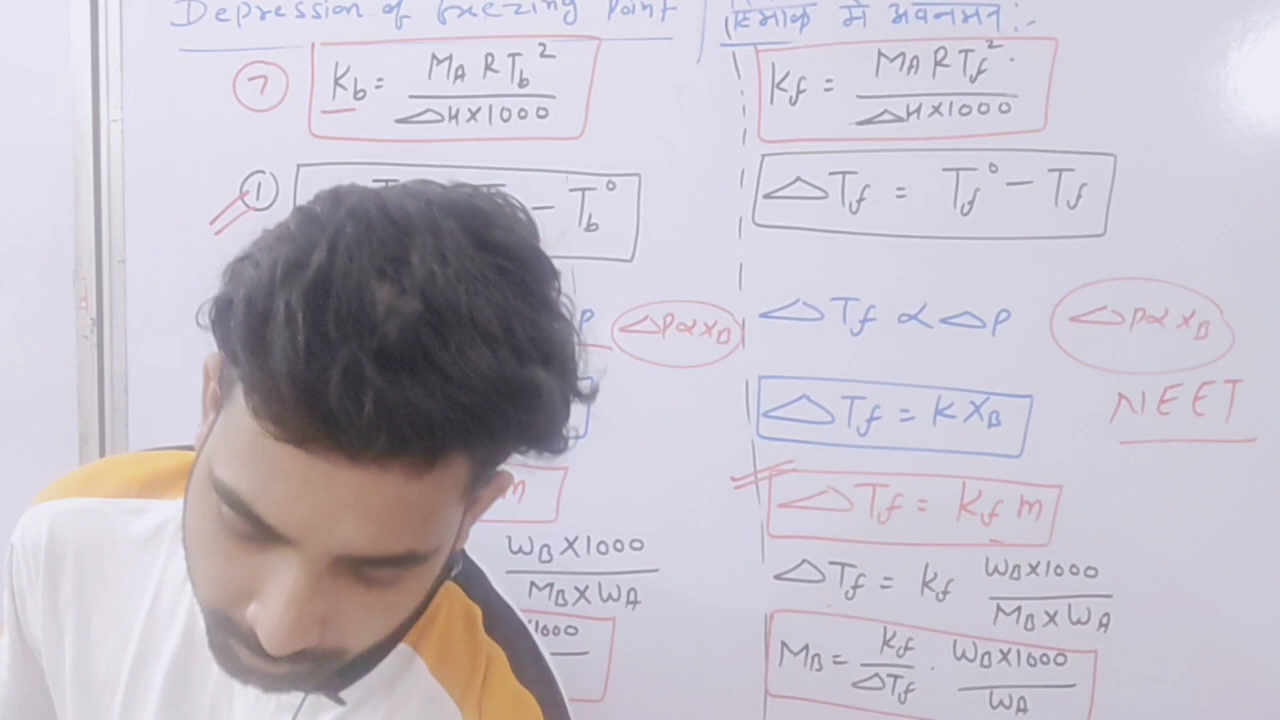 Depression of freezing Point
हिमांक में अवनमन :-
7
Kb = MA R Tb² / ΔH×1000
Kf = MA R Tf² / ΔH×1000
1
- Tb°
ΔTf = Tf° - Tf
P
ΔP∝XB
ΔTf ∝ ΔP
ΔP∝XB
ΔTf = K XB
NEET
m
ΔTf = Kf m
WB×1000 / MB×WA
ΔTf = Kf WB×1000 / MB×WA
1000
MB = Kf / ΔTf . WB×1000 / WA